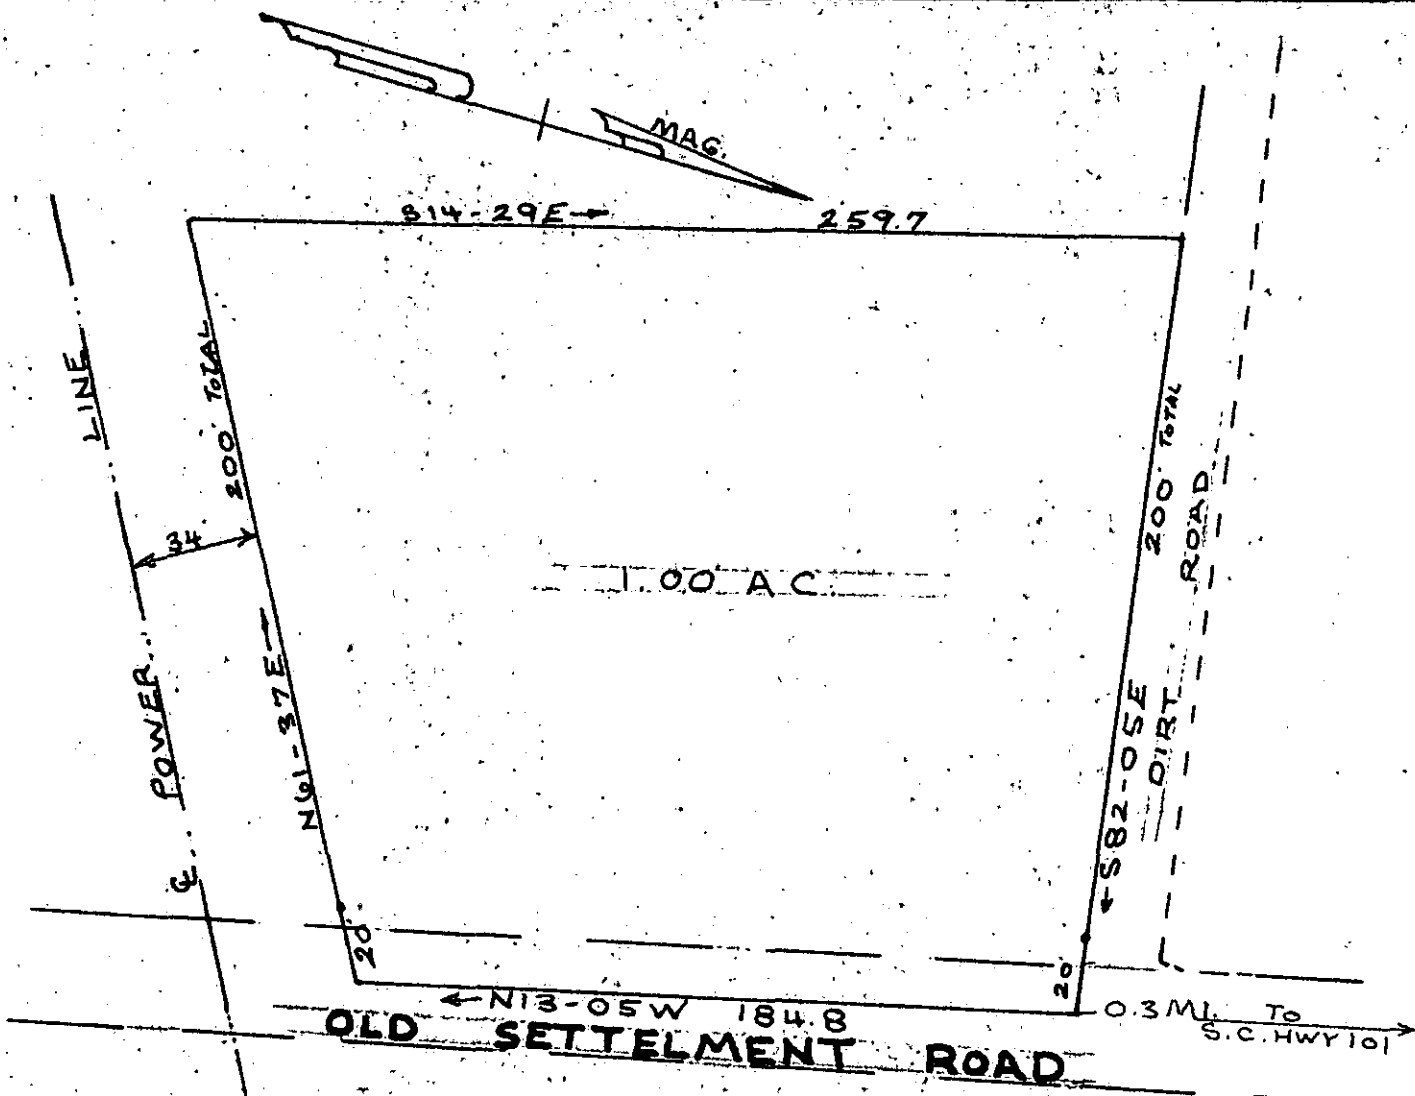 MAG.
S14-29E→ 259.7
LINE
200' TOTAL
200' TOTAL
ROAD
34
1.00 AC.
N61-37E→
POWER
←S82-05E
DIRT
℄
20'
20
←N13-05W 184.8
0.3 MI. TO
S.C. HWY 101
OLD SETTELMENT ROAD